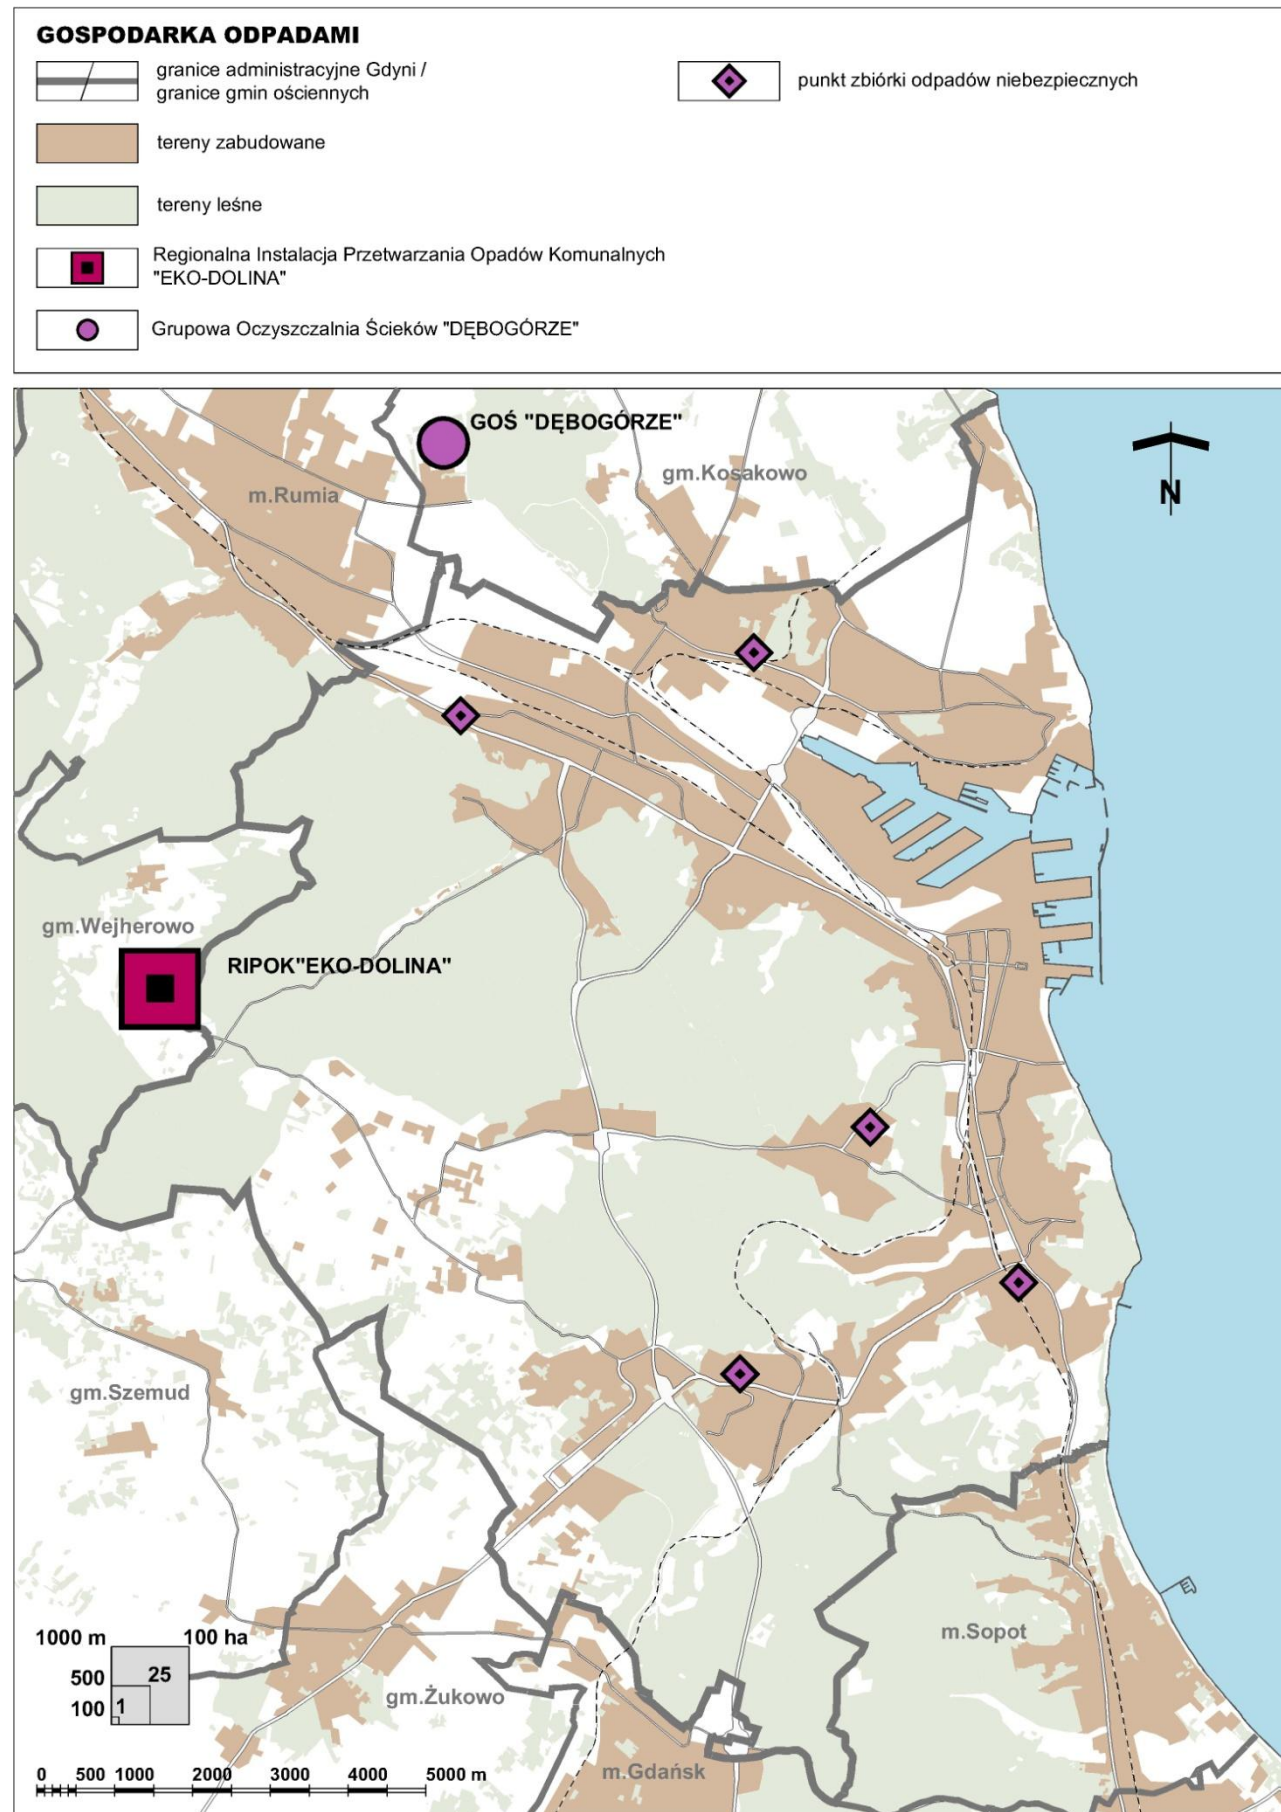 GOSPODARKA ODPADAMI
granice administracyjne Gdyni /
granice gmin ościennych
punkt zbiórki odpadów niebezpiecznych
tereny zabudowane
tereny leśne
Regionalna Instalacja Przetwarzania Opadów Komunalnych
"EKO-DOLINA"
Grupowa Oczyszczalnia Ścieków "DĘBOGÓRZE"
GOŚ "DĘBOGÓRZE"
gm.Kosakowo
m.Rumia
N
gm.Wejherowo
RIPOK"EKO-DOLINA"
gm.Szemud
m.Sopot
1000 m 100 ha
500 25
100 1
gm.Żukowo
m.Gdańsk
0 500 1000 2000 3000 4000 5000 m